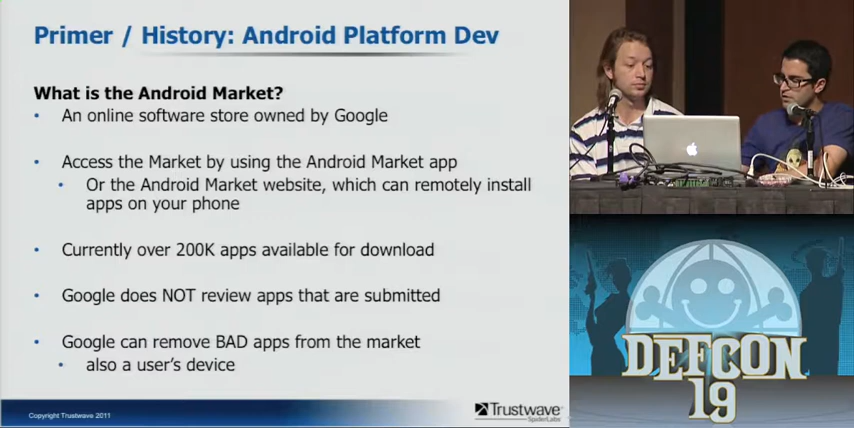 Primer / History: Android Platform Dev
What is the Android Market?
• An online software store owned by Google
• Access the Market by using the Android Market app
• Or the Android Market website, which can remotely install
apps on your phone
• Currently over 200K apps available for download
• Google does NOT review apps that are submitted
• Google can remove BAD apps from the market
• also a user's device
Copyright Trustwave 2011
Trustwave®
SpiderLabs
DEFCON
19